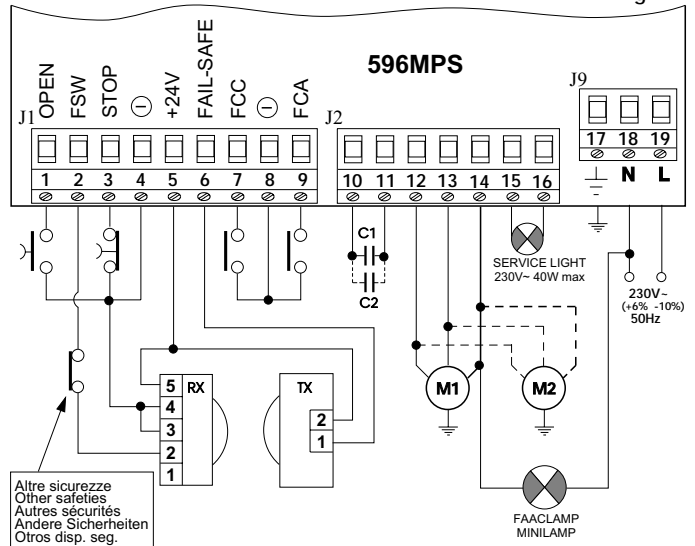 596MPS
J1
OPEN
FSW
STOP
-
+24V
FAIL-SAFE
FCC
-
FCA
J2
J9
1 2 3 4 5 6 7 8 9
10 11 12 13 14 15 16
17 18 19
N L
C1
C2
SERVICE LIGHT
230V~ 40W max
230V~
(+6% -10%)
50Hz
5 RX
4
3
2
1
TX
2
1
M1
M2
Altre sicurezze
Other safeties
Autres sécurités
Andere Sicherheiten
Otros disp. seg.
FAACLAMP
MINILAMP